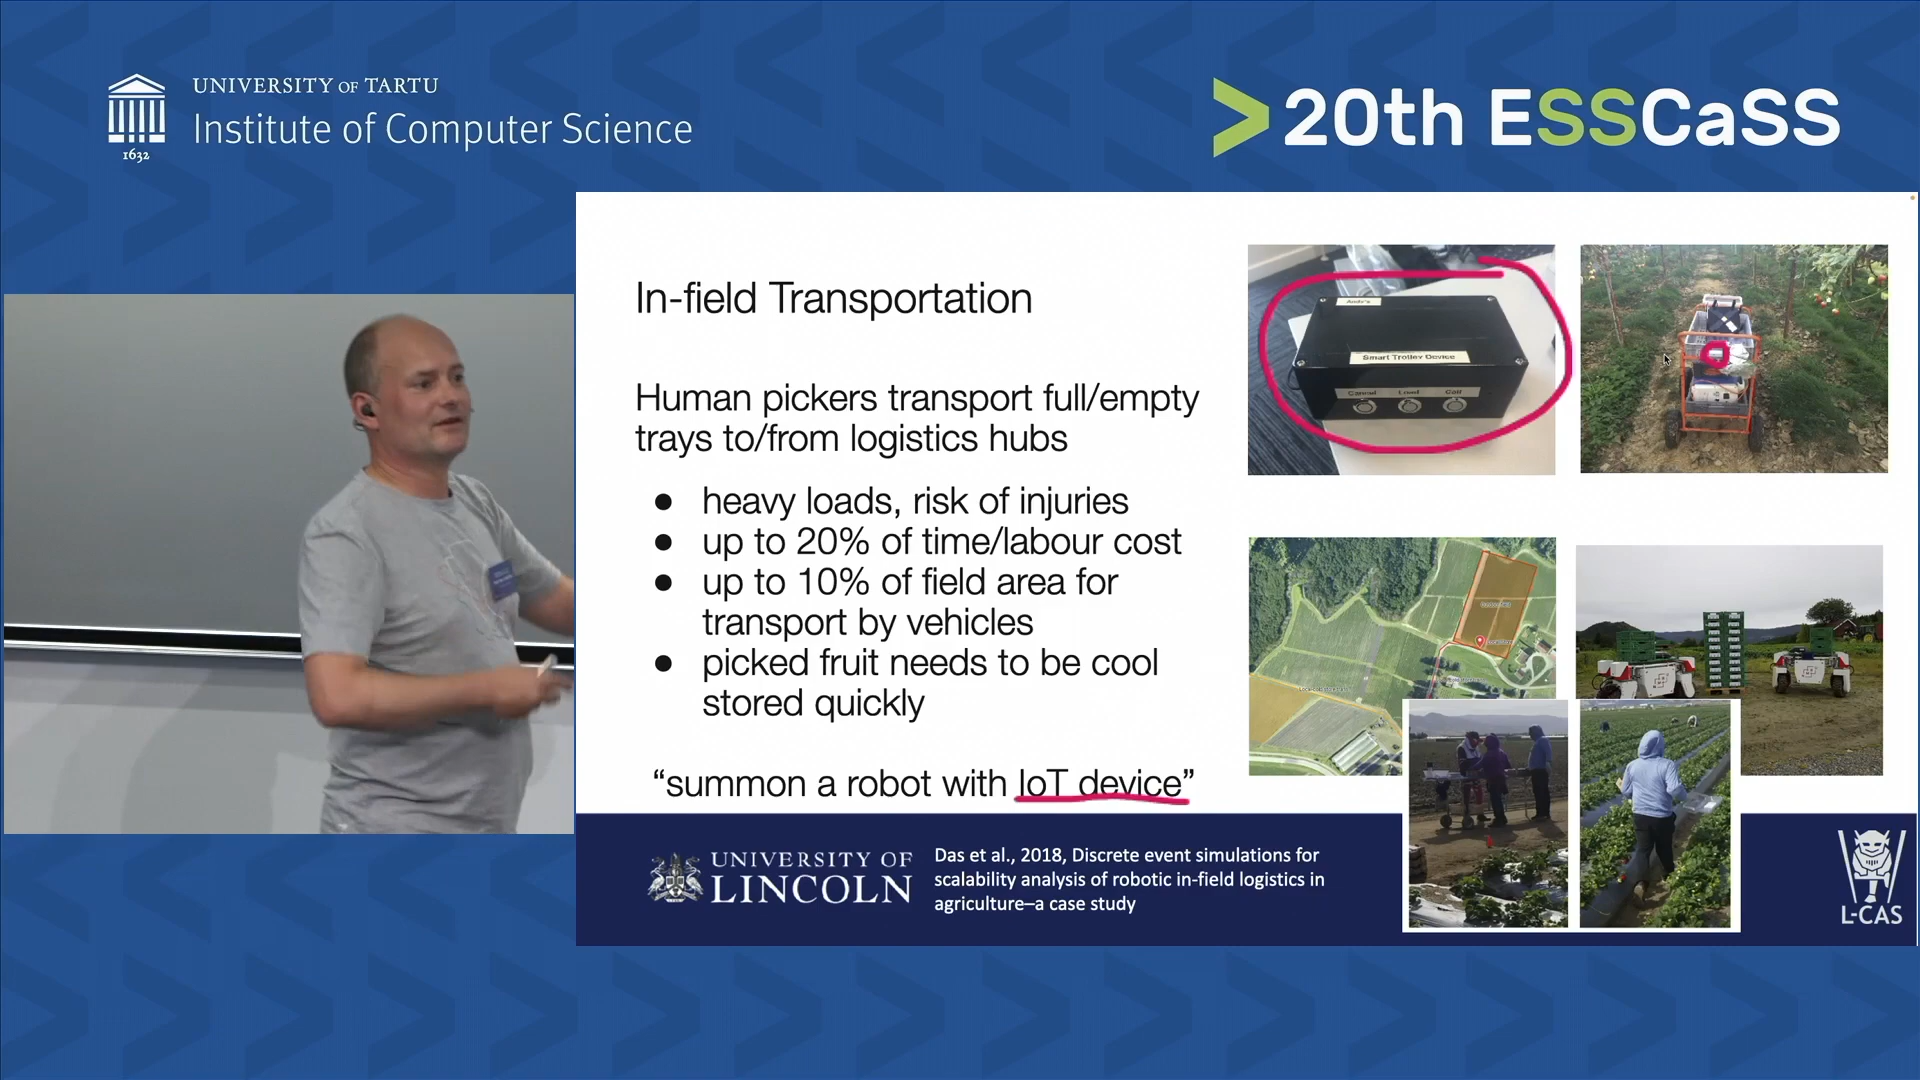 UNIVERSITY OF TARTU
Institute of Computer Science
1632
>20th ESSCaSS
In-field Transportation
Human pickers transport full/empty
trays to/from logistics hubs
● heavy loads, risk of injuries
● up to 20% of time/labour cost
● up to 10% of field area for
transport by vehicles
● picked fruit needs to be cool
stored quickly
“summon a robot with IoT device”
Smart Trolley Device
Cancel Load Call
UNIVERSITY OF
LINCOLN
Das et al., 2018, Discrete event simulations for
scalability analysis of robotic in-field logistics in
agriculture–a case study
L-CAS